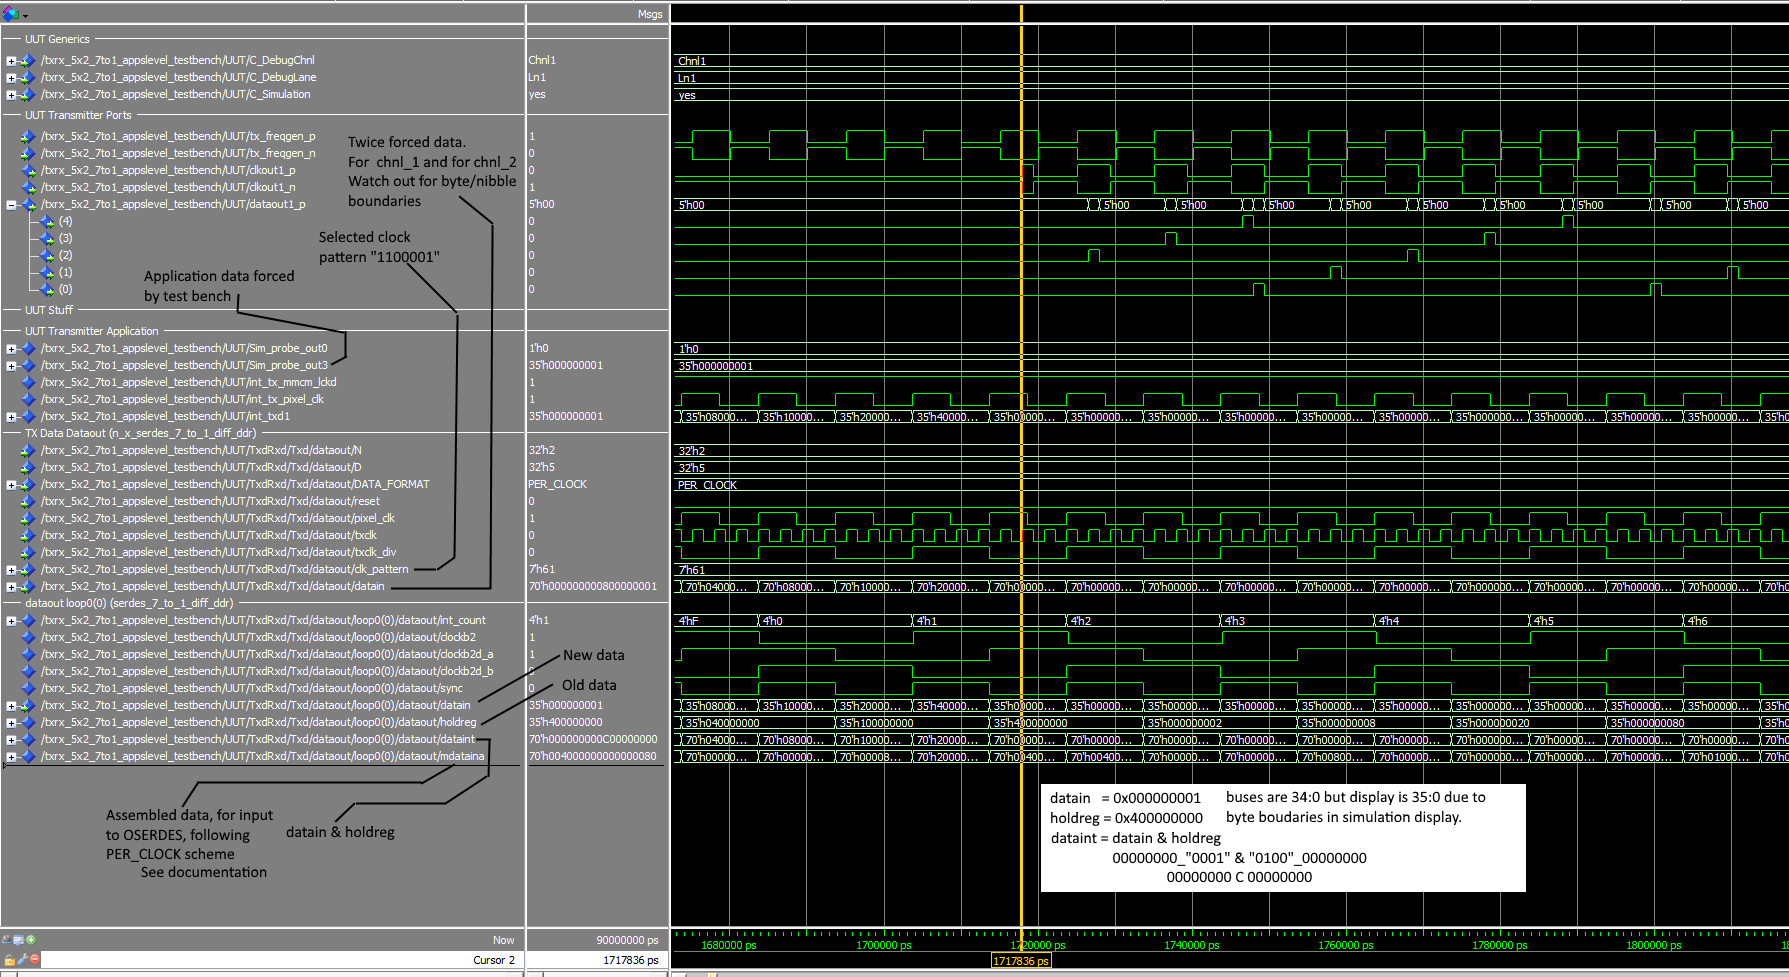 Msgs
UUT Generics
/txrx_5x2_7to1_appslevel_testbench/UUT/C_DebugChnl Chnl1 Chnl1
/txrx_5x2_7to1_appslevel_testbench/UUT/C_DebugLane Ln1 Ln1
/txrx_5x2_7to1_appslevel_testbench/UUT/C_Simulation yes yes
UUT Transmitter Ports
/txrx_5x2_7to1_appslevel_testbench/UUT/tx_freqgen_p 1
/txrx_5x2_7to1_appslevel_testbench/UUT/tx_freqgen_n 0
/txrx_5x2_7to1_appslevel_testbench/UUT/clkout1_p 0
/txrx_5x2_7to1_appslevel_testbench/UUT/clkout1_n 1
/txrx_5x2_7to1_appslevel_testbench/UUT/dataout1_p 5'h00 5'h00 5'h00 5'h00 5'h00 5'h00 5'h00 5'h00 5'h00 5'h00 5'h00
(4) 0
(3) 0
(2) 0
(1) 0
(0) 0
Twice forced data.
For chnl_1 and for chnl_2
Watch out for byte/nibble
boundaries
Selected clock
pattern "1100001"
Application data forced
by test bench
UUT Stuff
UUT Transmitter Application
/txrx_5x2_7to1_appslevel_testbench/UUT/Sim_probe_out0 1'h0 1'h0
/txrx_5x2_7to1_appslevel_testbench/UUT/Sim_probe_out3 35'h000000001 35'h000000001
/txrx_5x2_7to1_appslevel_testbench/UUT/int_tx_mmcm_lckd 1
/txrx_5x2_7to1_appslevel_testbench/UUT/int_tx_pixel_clk 1
/txrx_5x2_7to1_appslevel_testbench/UUT/int_txd1 35'h000000001 35'h08000... 35'h10000... 35'h20000... 35'h40000... 35'h00000... 35'h00000... 35'h00000... 35'h00000... 35'h00000... 35'h00000... 35'h00000... 35'h00000... 35'h00000... 35'h0
TX Data Dataout (n_x_serdes_7_to_1_diff_ddr)
/txrx_5x2_7to1_appslevel_testbench/UUT/TxdRxd/Txd/dataout/N 32'h2 32'h2
/txrx_5x2_7to1_appslevel_testbench/UUT/TxdRxd/Txd/dataout/D 32'h5 32'h5
/txrx_5x2_7to1_appslevel_testbench/UUT/TxdRxd/Txd/dataout/DATA_FORMAT PER_CLOCK PER_CLOCK
/txrx_5x2_7to1_appslevel_testbench/UUT/TxdRxd/Txd/dataout/reset 0
/txrx_5x2_7to1_appslevel_testbench/UUT/TxdRxd/Txd/dataout/pixel_clk 1
/txrx_5x2_7to1_appslevel_testbench/UUT/TxdRxd/Txd/dataout/txclk 0
/txrx_5x2_7to1_appslevel_testbench/UUT/TxdRxd/Txd/dataout/txclk_div 0
/txrx_5x2_7to1_appslevel_testbench/UUT/TxdRxd/Txd/dataout/clk_pattern 7'h61 7'h61
/txrx_5x2_7to1_appslevel_testbench/UUT/TxdRxd/Txd/dataout/datain 70'h000000000800000001 70'h04000... 70'h08000... 70'h10000... 70'h20000... 70'h00000... 70'h00000... 70'h00000... 70'h00000... 70'h00000... 70'h00000... 70'h00000... 70'h00000... 70'h00000... 70'h0
dataout loop0(0) (serdes_7_to_1_diff_ddr)
/txrx_5x2_7to1_appslevel_testbench/UUT/TxdRxd/Txd/dataout/loop0(0)/dataout/int_count 4'h1 4'hF 4'h0 4'h1 4'h2 4'h3 4'h4 4'h5 4'h6
/txrx_5x2_7to1_appslevel_testbench/UUT/TxdRxd/Txd/dataout/loop0(0)/dataout/clockb2 1
/txrx_5x2_7to1_appslevel_testbench/UUT/TxdRxd/Txd/dataout/loop0(0)/dataout/clockb2d_a 1
/txrx_5x2_7to1_appslevel_testbench/UUT/TxdRxd/Txd/dataout/loop0(0)/dataout/clockb2d_b
/txrx_5x2_7to1_appslevel_testbench/UUT/TxdRxd/Txd/dataout/loop0(0)/dataout/sync 0
/txrx_5x2_7to1_appslevel_testbench/UUT/TxdRxd/Txd/dataout/loop0(0)/dataout/datain 35'h000000001 35'h08000... 35'h10000... 35'h20000... 35'h40000... 35'h00000... 35'h00000... 35'h00000... 35'h00000... 35'h00000... 35'h00000... 35'h00000... 35'h00000... 35'h00000... 35'h0
/txrx_5x2_7to1_appslevel_testbench/UUT/TxdRxd/Txd/dataout/loop0(0)/dataout/holdreg 35'h400000000 35'h040000000 35'h100000000 35'h400000000 35'h000000002 35'h000000008 35'h000000020 35'h000000080 35'h0
/txrx_5x2_7to1_appslevel_testbench/UUT/TxdRxd/Txd/dataout/loop0(0)/dataout/dataint 70'h000000000C00000000 70'h04000... 70'h08000... 70'h10000... 70'h20000... 70'h00000... 70'h00000... 70'h00000... 70'h00000... 70'h00000... 70'h00000... 70'h00000... 70'h00000... 70'h00000... 70'h0
/txrx_5x2_7to1_appslevel_testbench/UUT/TxdRxd/Txd/dataout/loop0(0)/dataout/mdataina 70'h004000000000000080 70'h00000... 70'h00000... 70'h00008... 70'h00000... 70'h00400... 70'h00400... 70'h00000... 70'h00000... 70'h00800... 70'h00000... 70'h00000... 70'h00000... 70'h01000... 70'h0
New data
Old data
Assembled data, for input
to OSERDES, following
PER_CLOCK scheme
See documentation
datain & holdreg
datain = 0x000000001 buses are 34:0 but display is 35:0 due to
holdreg = 0x400000000 byte boudaries in simulation display.
dataint = datain & holdreg
00000000_"0001" & "0100"_00000000
00000000 C 00000000
Now 90000000 ps 1680000 ps 1700000 ps 1720000 ps 1740000 ps 1760000 ps 1780000 ps 1800000 ps
Cursor 2 1717836 ps 1717836 ps